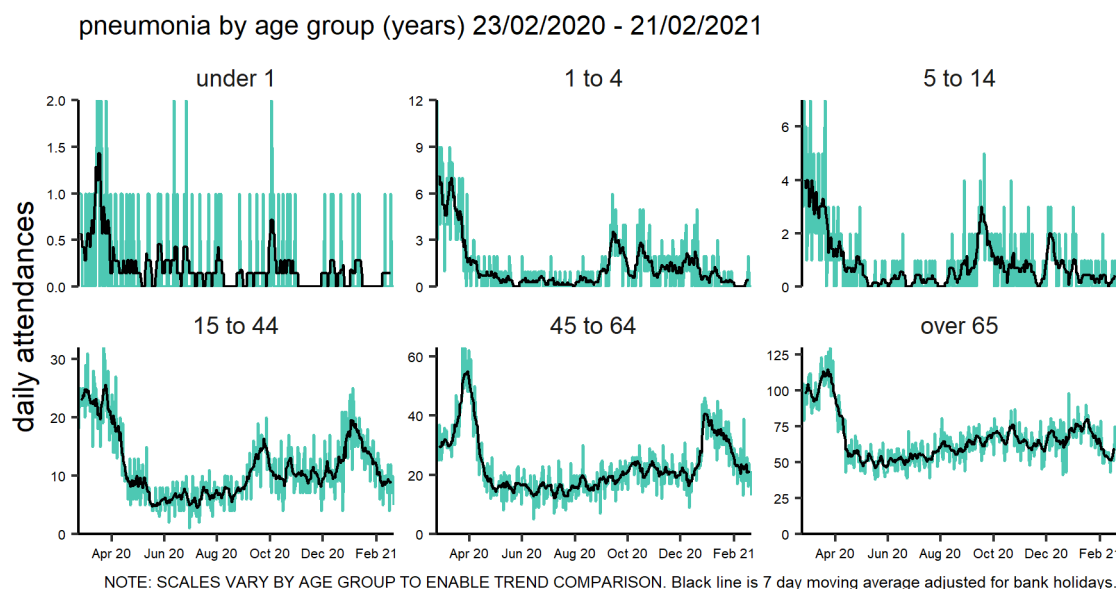 pneumonia by age group (years) 23/02/2020 - 21/02/2021
under 1
1 to 4
5 to 14
2.0
1.5
1.0
0.5
0.0
12
9
6
3
0
6
4
2
0
daily attendances
15 to 44
45 to 64
over 65
30
20
10
0
60
40
20
0
125
100
75
50
25
0
Apr 20 Jun 20 Aug 20 Oct 20 Dec 20 Feb 21
Apr 20 Jun 20 Aug 20 Oct 20 Dec 20 Feb 21
Apr 20 Jun 20 Aug 20 Oct 20 Dec 20 Feb 21
NOTE: SCALES VARY BY AGE GROUP TO ENABLE TREND COMPARISON. Black line is 7 day moving average adjusted for bank holidays.